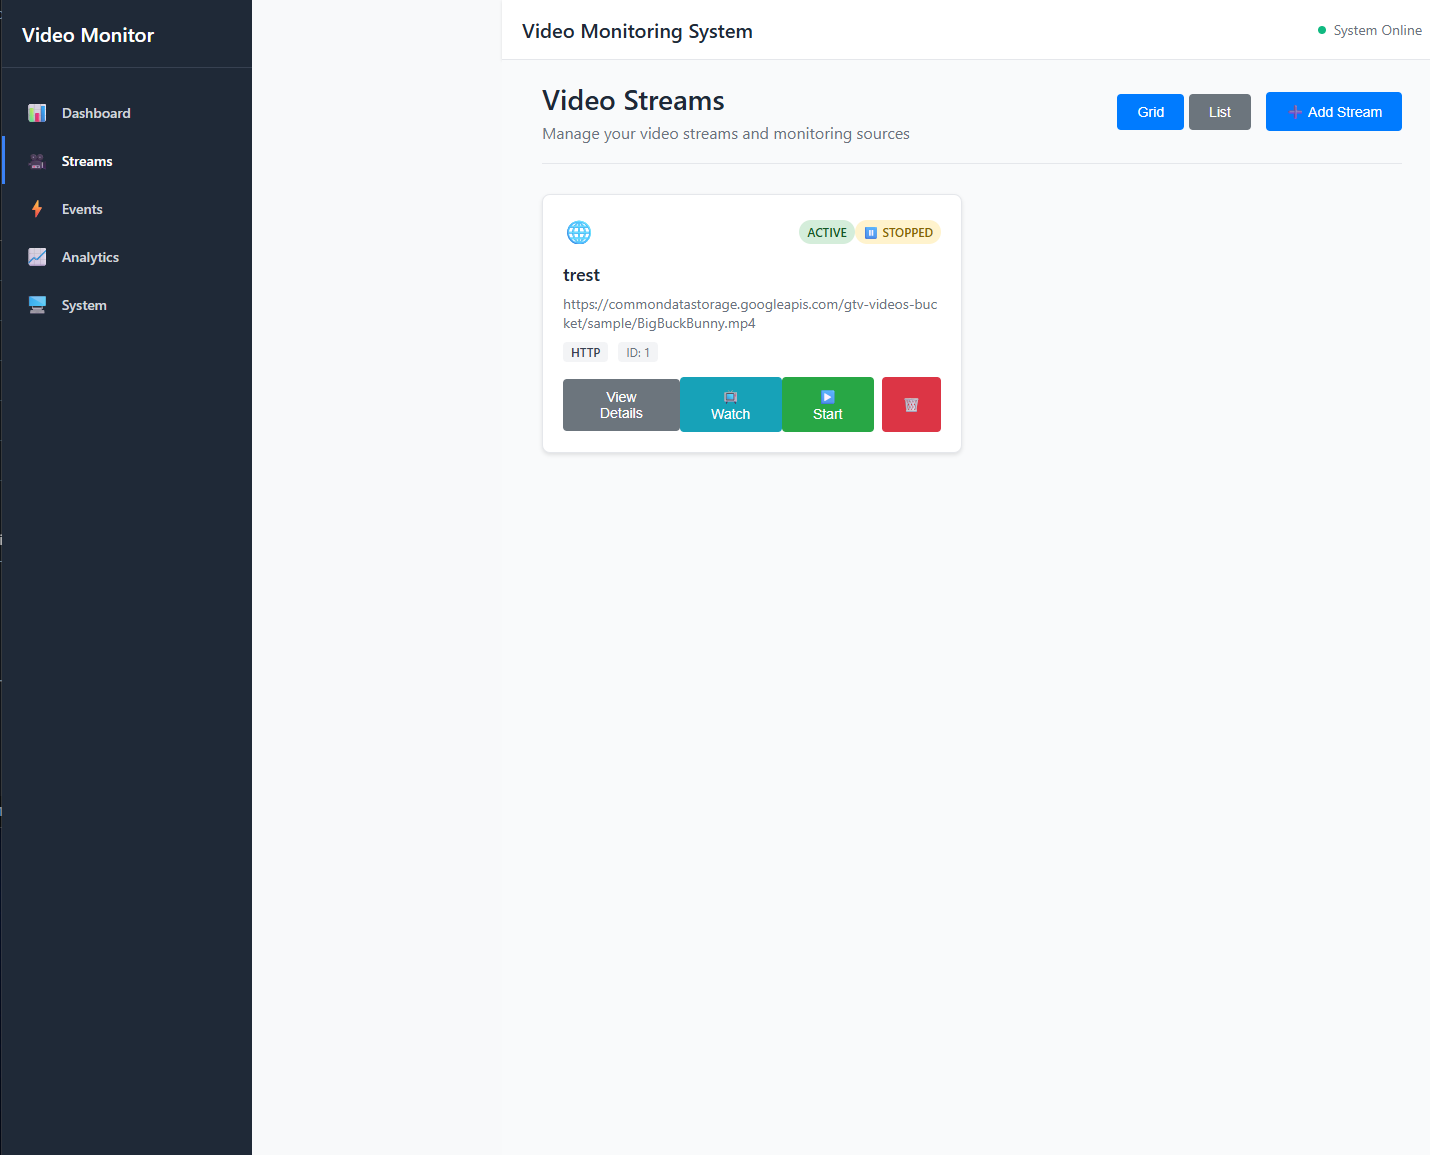 Video Monitor
Dashboard
Streams
Events
Analytics
System
Video Monitoring System
System Online
Video Streams
Manage your video streams and monitoring sources
Grid
List
Add Stream
ACTIVE
STOPPED
trest
https://commondatastorage.googleapis.com/gtv-videos-buc
ket/sample/BigBuckBunny.mp4
HTTP
ID: 1
View
Details
Watch
Start